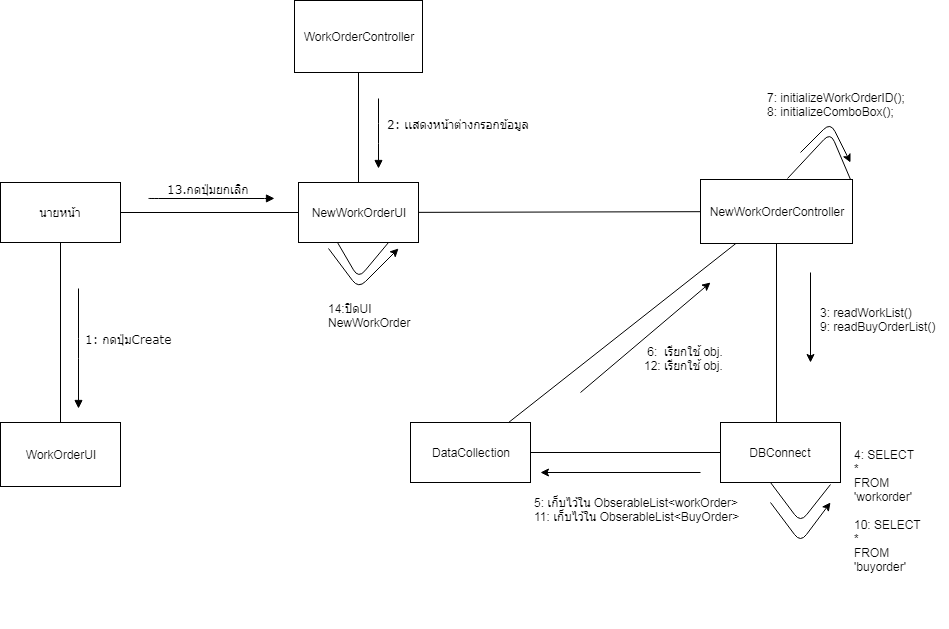 WorkOrderController
7: initializeWorkOrderID();
8: initializeComboBox();
2: แสดงหน้าต่างกรอกข้อมูล
13.กดปุ่มยกเลิก
นายหน้า
NewWorkOrderUI
NewWorkOrderController
14:ปิดUI
NewWorkOrder
3: readWorkList()
9: readBuyOrderList()
1: กดปุ่มCreate
6: เรียกใช้ obj.
12: เรียกใช้ obj.
WorkOrderUI
DataCollection
DBConnect
4: SELECT
*
FROM
'workorder'
5: เก็บไว้ใน ObserableList<workOrder>
11: เก็บไว้ใน ObserableList<BuyOrder>
10: SELECT
*
FROM
'buyorder'